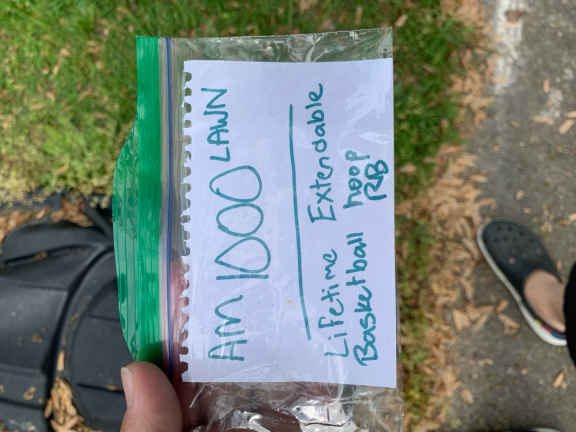 AM 1000 LAWN
Lifetime Extendable
Basketball hoop
RB